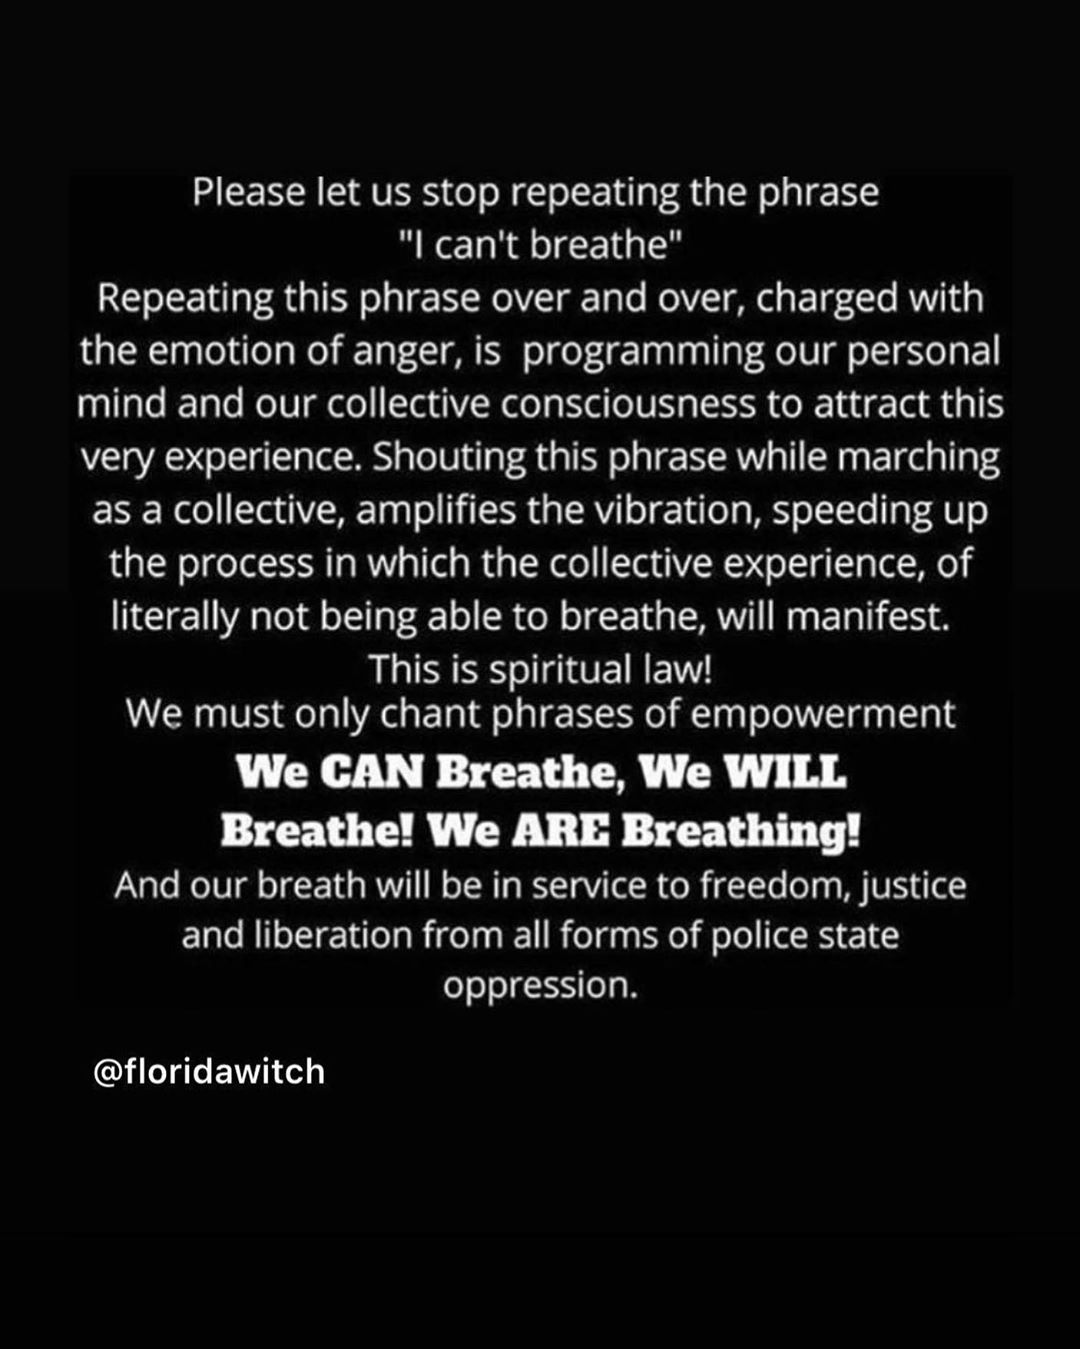 Please let us stop repeating the phrase
"I can't breathe"
Repeating this phrase over and over, charged with
the emotion of anger, is  programming our personal
mind and our collective consciousness to attract this
very experience. Shouting this phrase while marching
as a collective, amplifies the vibration, speeding up
the process in which the collective experience, of
literally not being able to breathe, will manifest.
This is spiritual law!
We must only chant phrases of empowerment
We CAN Breathe, We WILL
Breathe! We ARE Breathing!
And our breath will be in service to freedom, justice
and liberation from all forms of police state
oppression.
@floridawitch